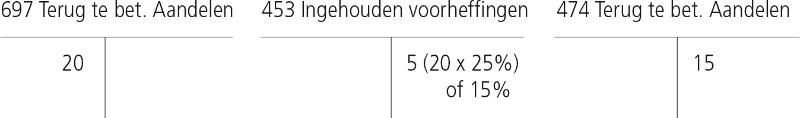 697 Terug te bet. Aandelen 453 Ingehouden voorheffingen 474 Terug te bet. Aandelen
20 5 (20 x 25%) 15
of 15%